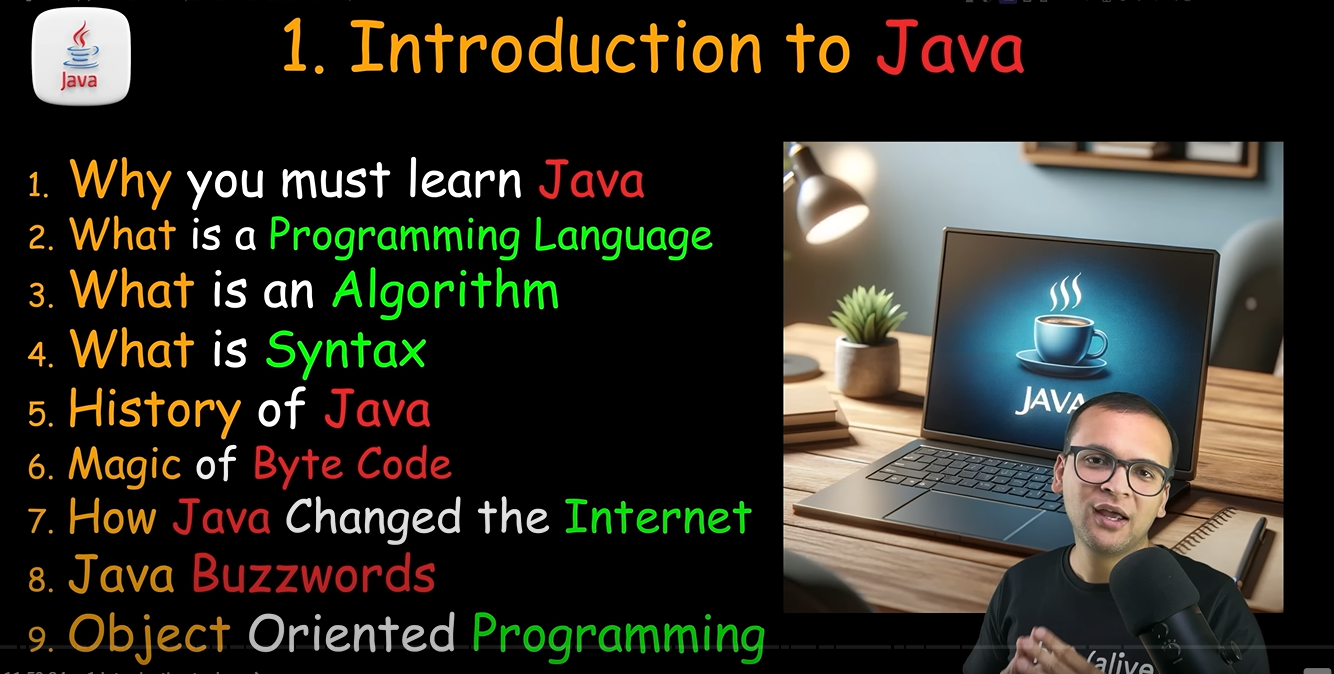 Java
1. Introduction to Java
1. Why you must learn Java
2. What is a Programming Language
3. What is an Algorithm
4. What is Syntax
5. History of Java
6. Magic of Byte Code
7. How Java Changed the Internet
8. Java Buzzwords
9. Object Oriented Programming
JAVA
(alive